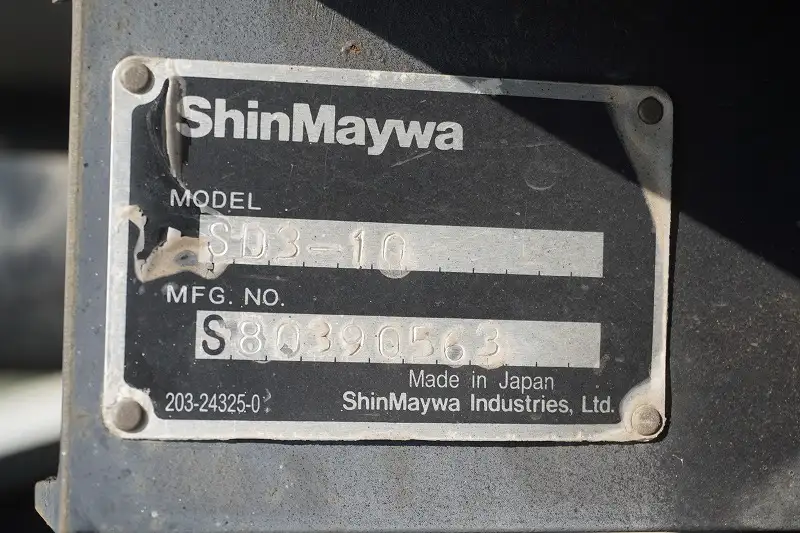 ShinMaywa
MODEL
SD3-10
MFG. NO.
S80390563
Made in Japan
203-24325-0
ShinMaywa Industries, Ltd.